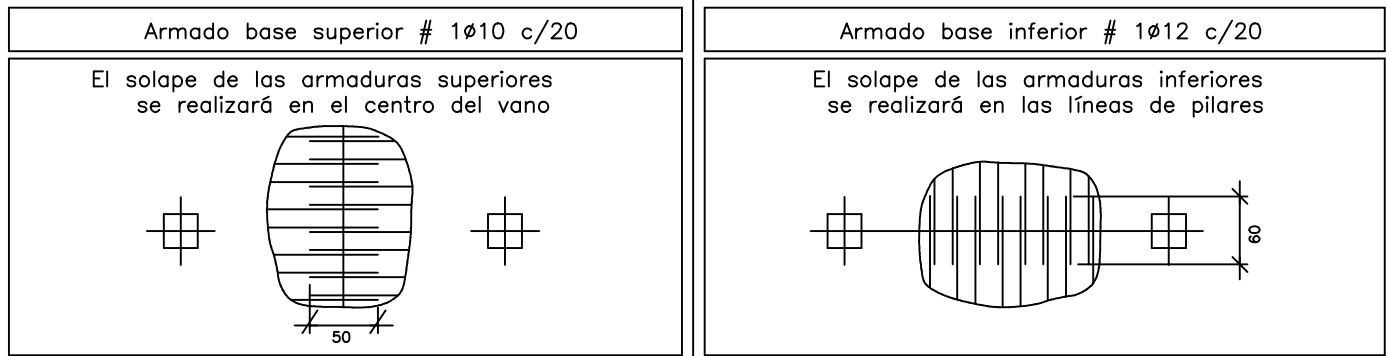 Armado base superior # 1ø10 c/20
El solape de las armaduras superiores
se realizará en el centro del vano
50
Armado base inferior # 1ø12 c/20
El solape de las armaduras inferiores
se realizará en las líneas de pilares
60